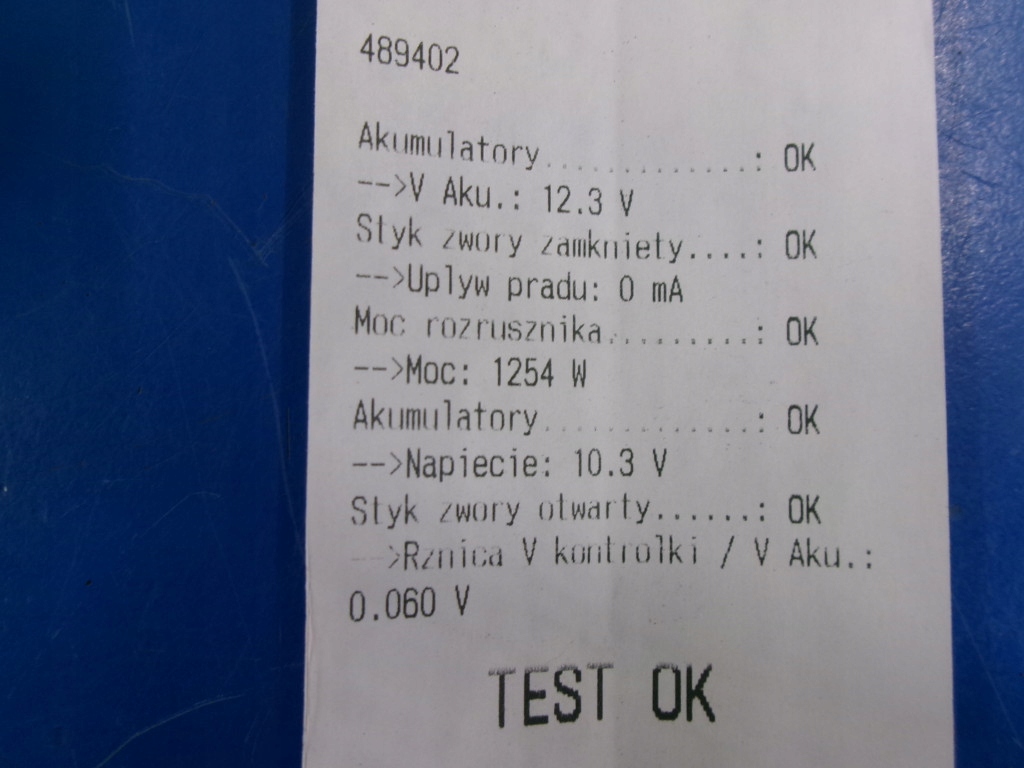 489402
Akumulatory.............: OK
-->V Aku.: 12.3 V
Styk zwory zamkniety....: OK
-->Uplyw pradu: 0 mA
Moc rozrusznika.........: OK
-->Moc: 1254 W
Akumulatory.............: OK
-->Napiecie: 10.3 V
Styk zwory otwarty......: OK
-->Rznica V kontrolki / V Aku.:
0.060 V
TEST OK